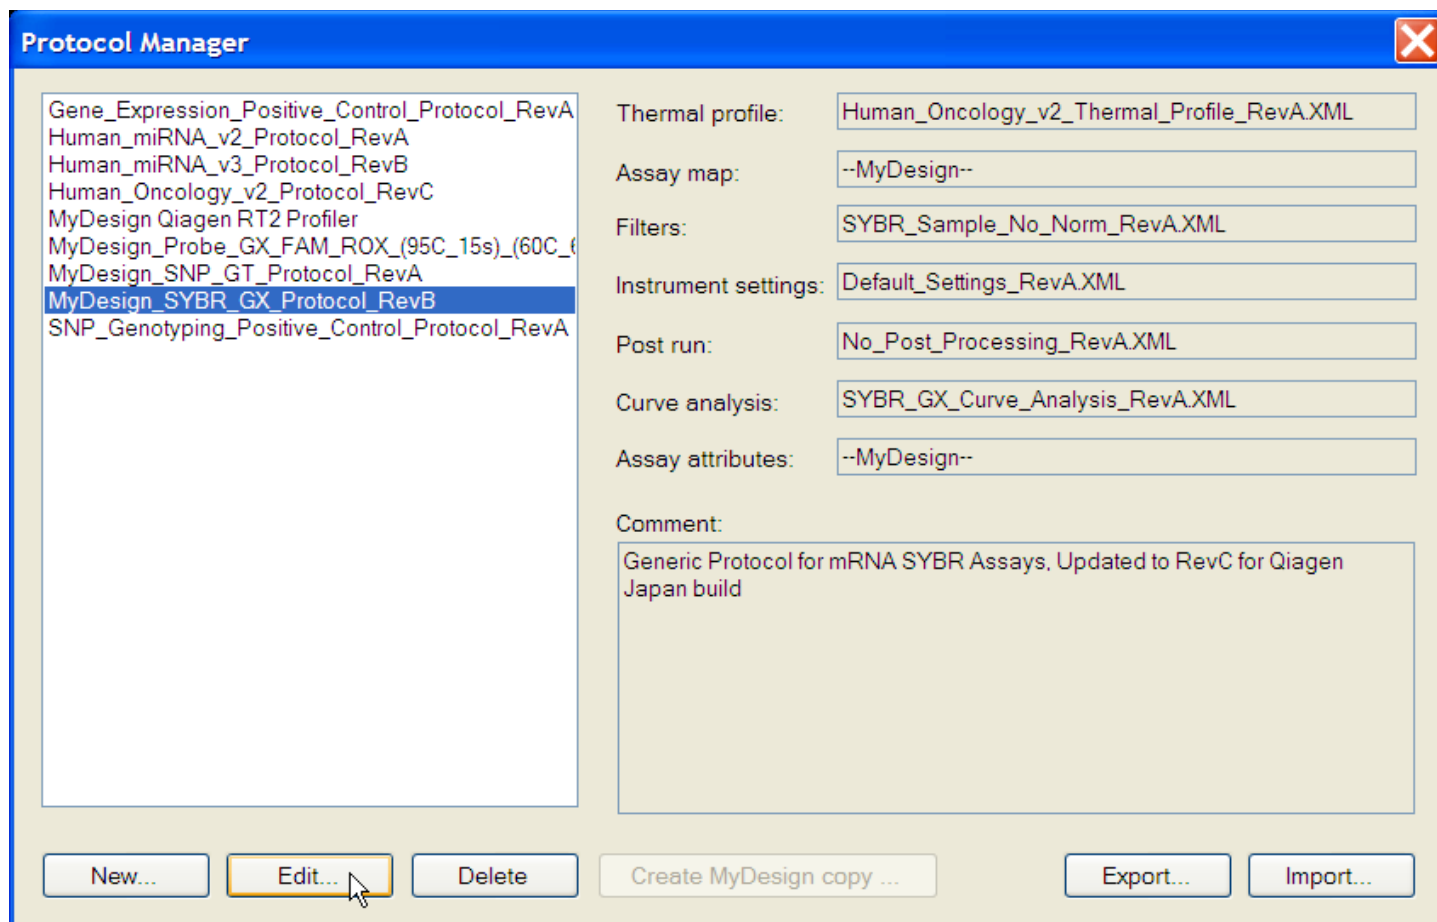 Protocol Manager
Gene_Expression_Positive_Control_Protocol_RevA
Human_miRNA_v2_Protocol_RevA
Human_miRNA_v3_Protocol_RevB
Human_Oncology_v2_Protocol_RevC
MyDesign Qiagen RT2 Profiler
MyDesign_Probe_GX_FAM_ROX_(95C_15s)_(60C_6
MyDesign_SNP_GT_Protocol_RevA
MyDesign_SYBR_GX_Protocol_RevB
SNP_Genotyping_Positive_Control_Protocol_RevA
Thermal profile: Human_Oncology_v2_Thermal_Profile_RevA.XML
Assay map: --MyDesign--
Filters: SYBR_Sample_No_Norm_RevA.XML
Instrument settings: Default_Settings_RevA.XML
Post run: No_Post_Processing_RevA.XML
Curve analysis: SYBR_GX_Curve_Analysis_RevA.XML
Assay attributes: --MyDesign--
Comment:
Generic Protocol for mRNA SYBR Assays, Updated to RevC for Qiagen
Japan build
New... Edit... Delete Create MyDesign copy ... Export... Import...